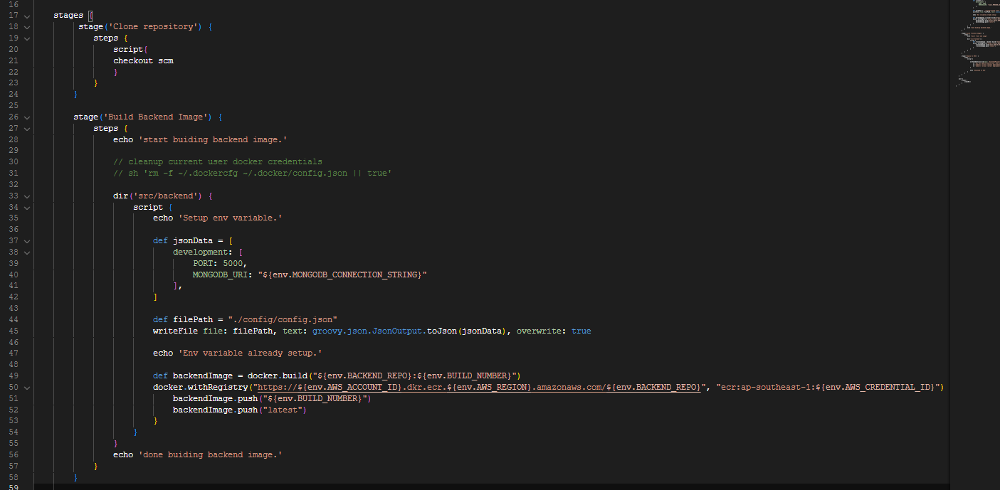 16
17 stages {
18 stage('Clone repository') {
19 steps {
20 script{
21 checkout scm
22 }
23 }
24 }
25
26 stage('Build Backend Image') {
27 steps {
28 echo 'start buiding backend image.'
29
30 // cleanup current user docker credentials
31 // sh 'rm -f ~/.dockercfg ~/.docker/config.json || true'
32
33 dir('src/backend') {
34 script {
35 echo 'Setup env variable.'
36
37 def jsonData = [
38 development: [
39 PORT: 5000,
40 MONGODB_URI: "${env.MONGODB_CONNECTION_STRING}"
41 ],
42 ]
43
44 def filePath = "./config/config.json"
45 writeFile file: filePath, text: groovy.json.JsonOutput.toJson(jsonData), overwrite: true
46
47 echo 'Env variable already setup.'
48
49 def backendImage = docker.build("${env.BACKEND_REPO}:${env.BUILD_NUMBER}")
50 docker.withRegistry("https://${env.AWS_ACCOUNT_ID}.dkr.ecr.${env.AWS_REGION}.amazonaws.com/${env.BACKEND_REPO}", "ecr:ap-southeast-1:${env.AWS_CREDENTIAL_ID}")
51 backendImage.push("${env.BUILD_NUMBER}")
52 backendImage.push("latest")
53 }
54 }
55 }
56 echo 'done buiding backend image.'
57 }
58 }
59